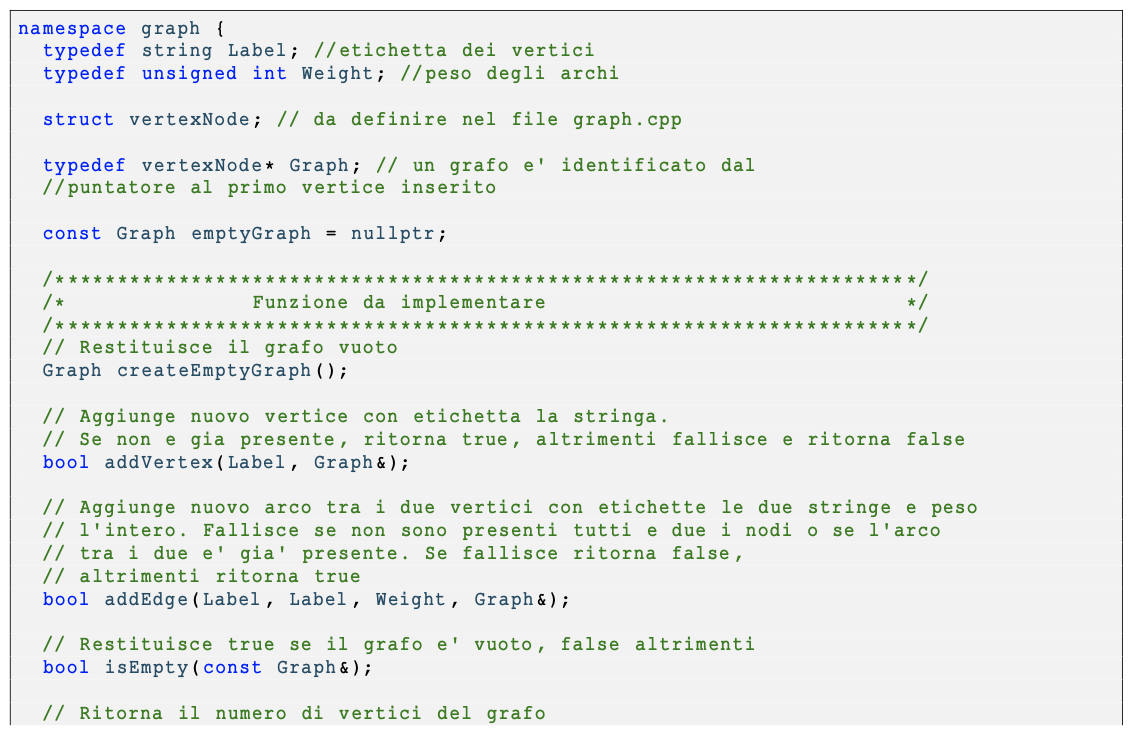 namespace graph {
  typedef string Label; //etichetta dei vertici
  typedef unsigned int Weight; //peso degli archi
  struct vertexNode; // da definire nel file graph.cpp
  typedef vertexNode* Graph; // un grafo e' identificato dal
  //puntatore al primo vertice inserito
  const Graph emptyGraph = nullptr;
  /**********************************************************************/
  /*               Funzione da implementare                             */
  /**********************************************************************/
  // Restituisce il grafo vuoto
  Graph createEmptyGraph();
  // Aggiunge nuovo vertice con etichetta la stringa.
  // Se non e gia presente, ritorna true, altrimenti fallisce e ritorna false
  bool addVertex(Label, Graph&);
  // Aggiunge nuovo arco tra i due vertici con etichette le due stringe e peso
  // l'intero. Fallisce se non sono presenti tutti e due i nodi o se l'arco
  // tra i due e' gia' presente. Se fallisce ritorna false,
  // altrimenti ritorna true
  bool addEdge(Label, Label, Weight, Graph&);
  // Restituisce true se il grafo e' vuoto, false altrimenti
  bool isEmpty(const Graph&);
  // Ritorna il numero di vertici del grafo